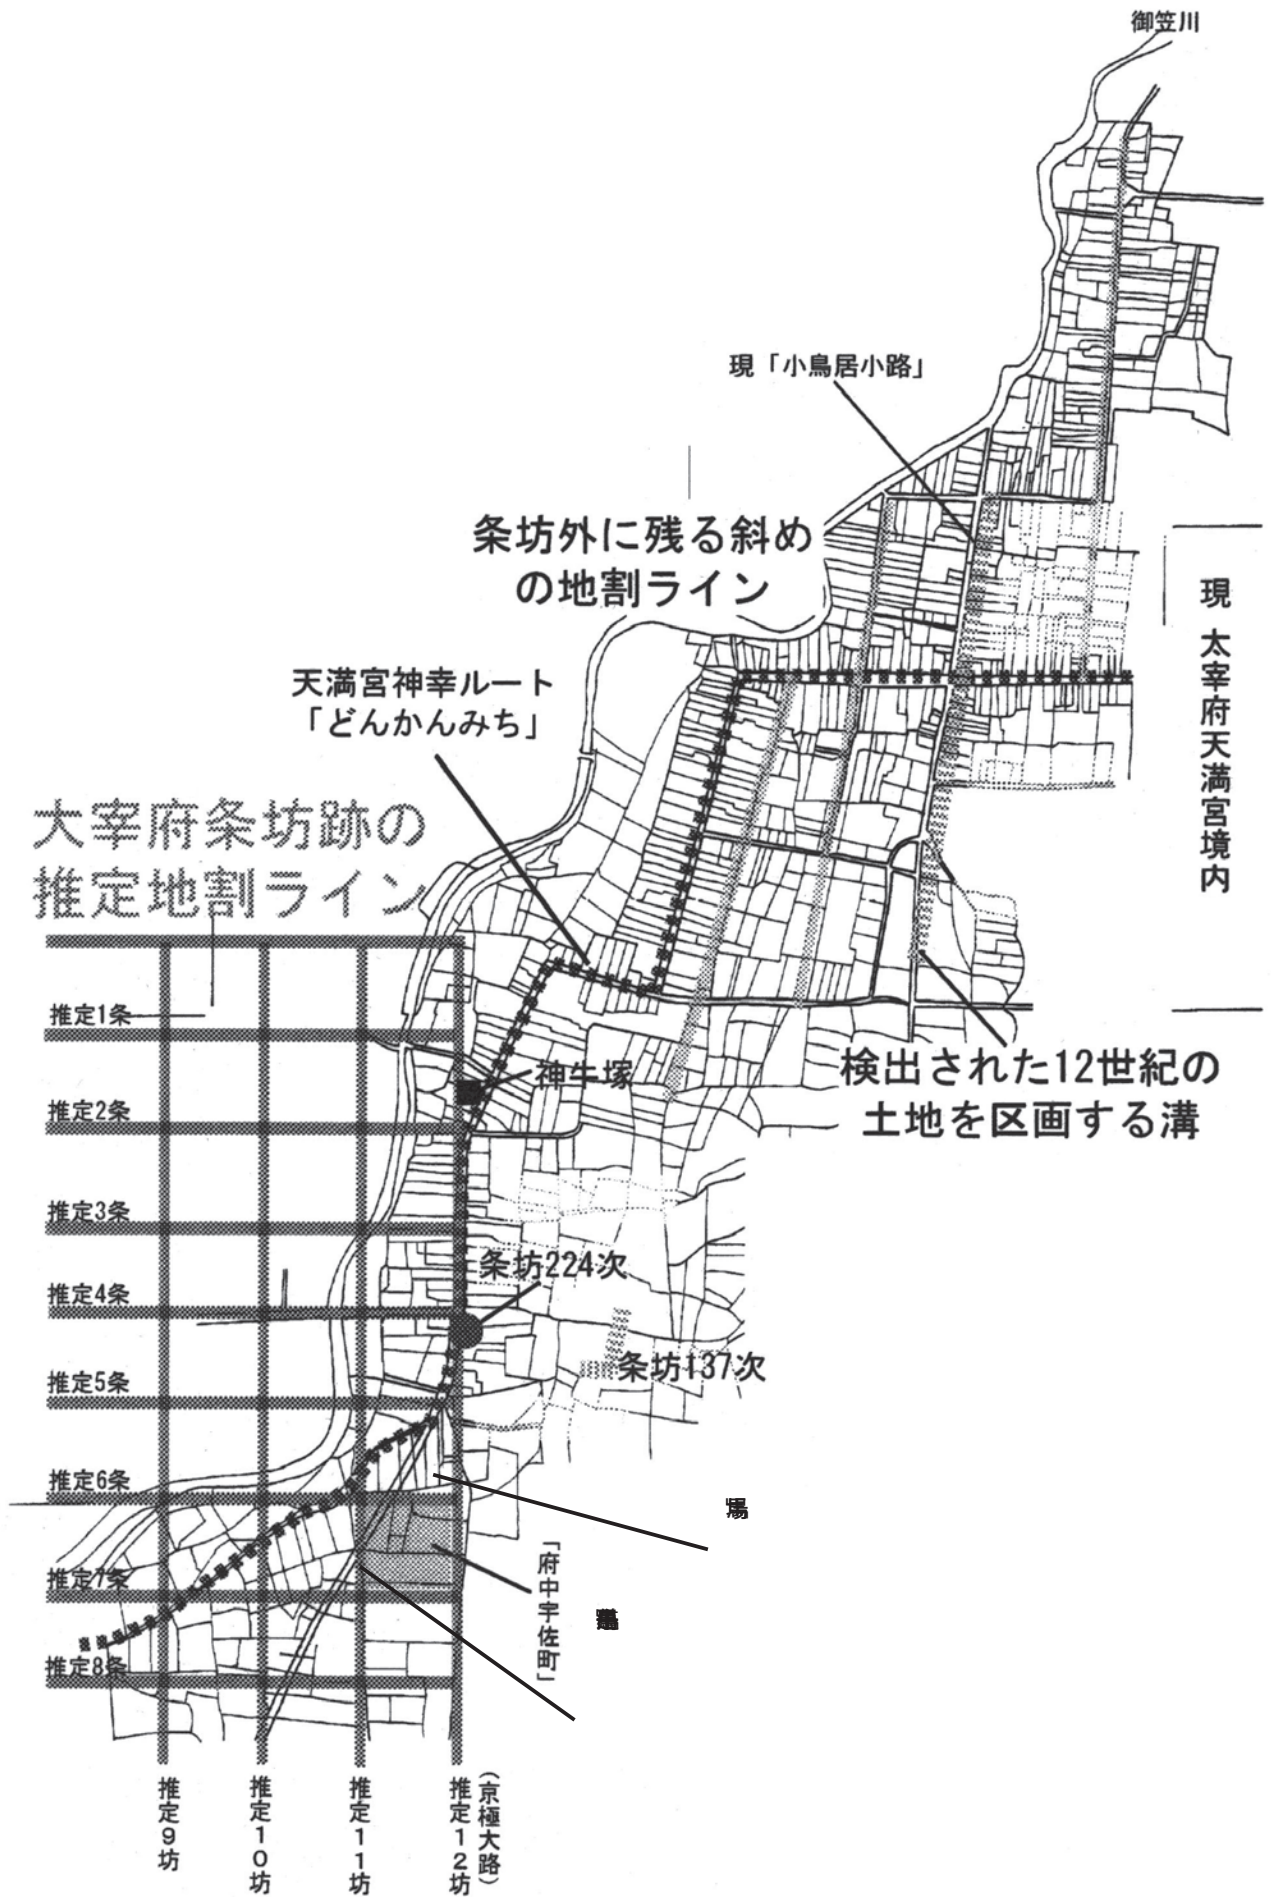 御笠川
現「小鳥居小路」
条坊外に残る斜め
の地割ライン
現 太宰府天満宮境内
天満宮神幸ルート
「どんかんみち」
大宰府条坊跡の
推定地割ライン
推定1条
検出された12世紀の
土地を区画する溝
神牛塚
推定2条
推定3条
条坊224次
推定4条
条坊137次
推定5条
推定6条
「府中宇佐町」
推定7条
推定8条
推定9坊
推定10坊
推定11坊
推定12坊
(京極大路)